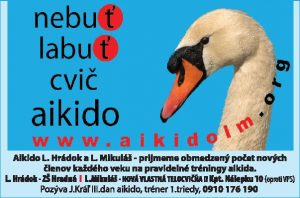 nebuť
labuť
cvič
aikido
www.aikidolm.org
Aikido L. Hrádok a L. Mikuláš - prijmeme obmedzený počet nových
členov každého veku na pravidelné tréningy aikida.
L. Hrádok - ZŠ Hradná I L.Mikuláš - NOVÁ VLASTNÁ TELOCVIČŇA !! Kpt. Nálepku 10 (oproti VPS)
Pozýva J.Kráľ III.dan aikido, tréner 1.triedy, 0910 176 190